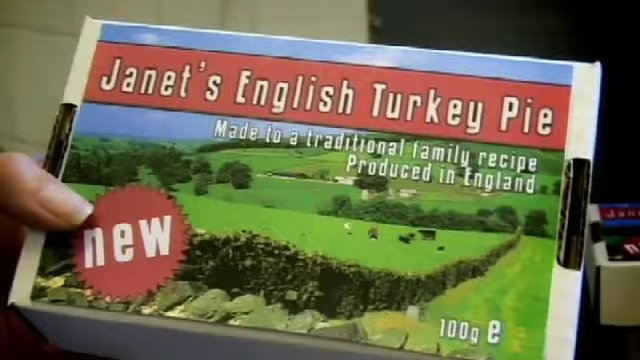 Janet's English Turkey Pie
Made to a traditional family recipe
Produced in England
new
100g e